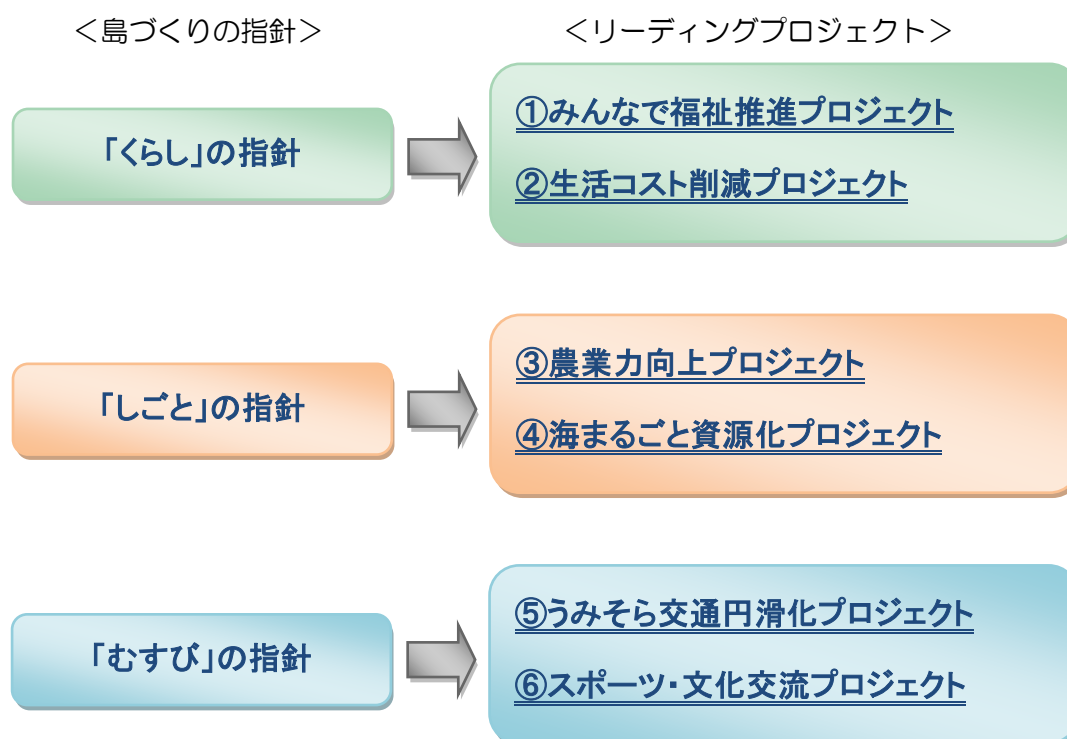 ＜島づくりの指針＞
＜リーディングプロジェクト＞
「くらし」の指針
①みんなで福祉推進プロジェクト
②生活コスト削減プロジェクト
「しごと」の指針
③農業力向上プロジェクト
④海まるごと資源化プロジェクト
「むすび」の指針
⑤うみそら交通円滑化プロジェクト
⑥スポーツ・文化交流プロジェクト